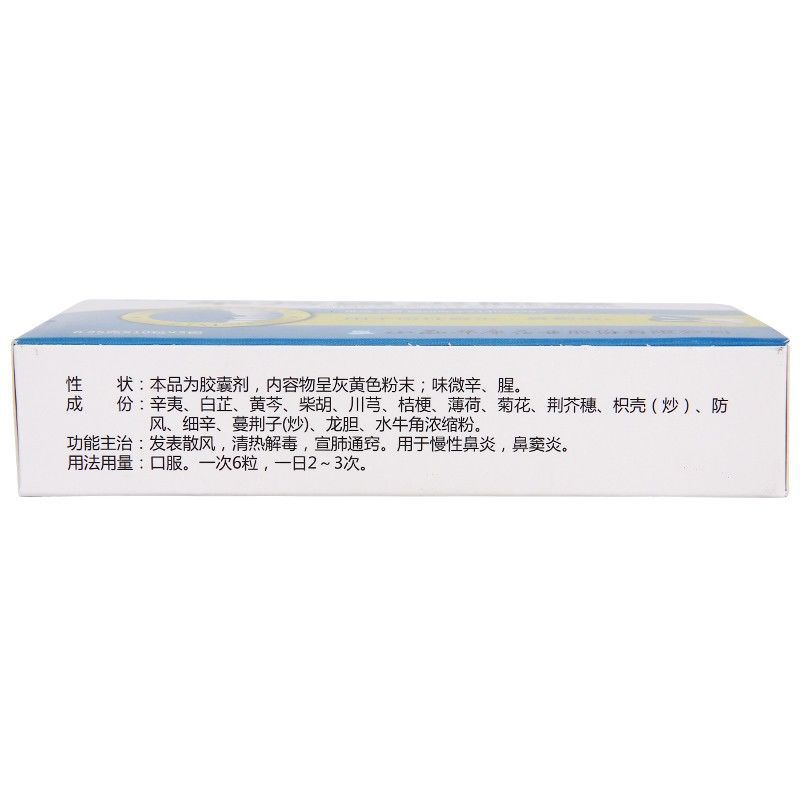 性　　状：本品为胶囊剂，内容物呈灰黄色粉末；味微辛、腥。
成　　份：辛夷、白芷、黄芩、柴胡、川芎、桔梗、薄荷、菊花、荆芥穗、枳壳（炒）、防
风、细辛、蔓荆子(炒)、龙胆、水牛角浓缩粉。
功能主治：发表散风，清热解毒，宣肺通窍。用于慢性鼻炎，鼻窦炎。
用法用量：口服。一次6粒，一日2～3次。